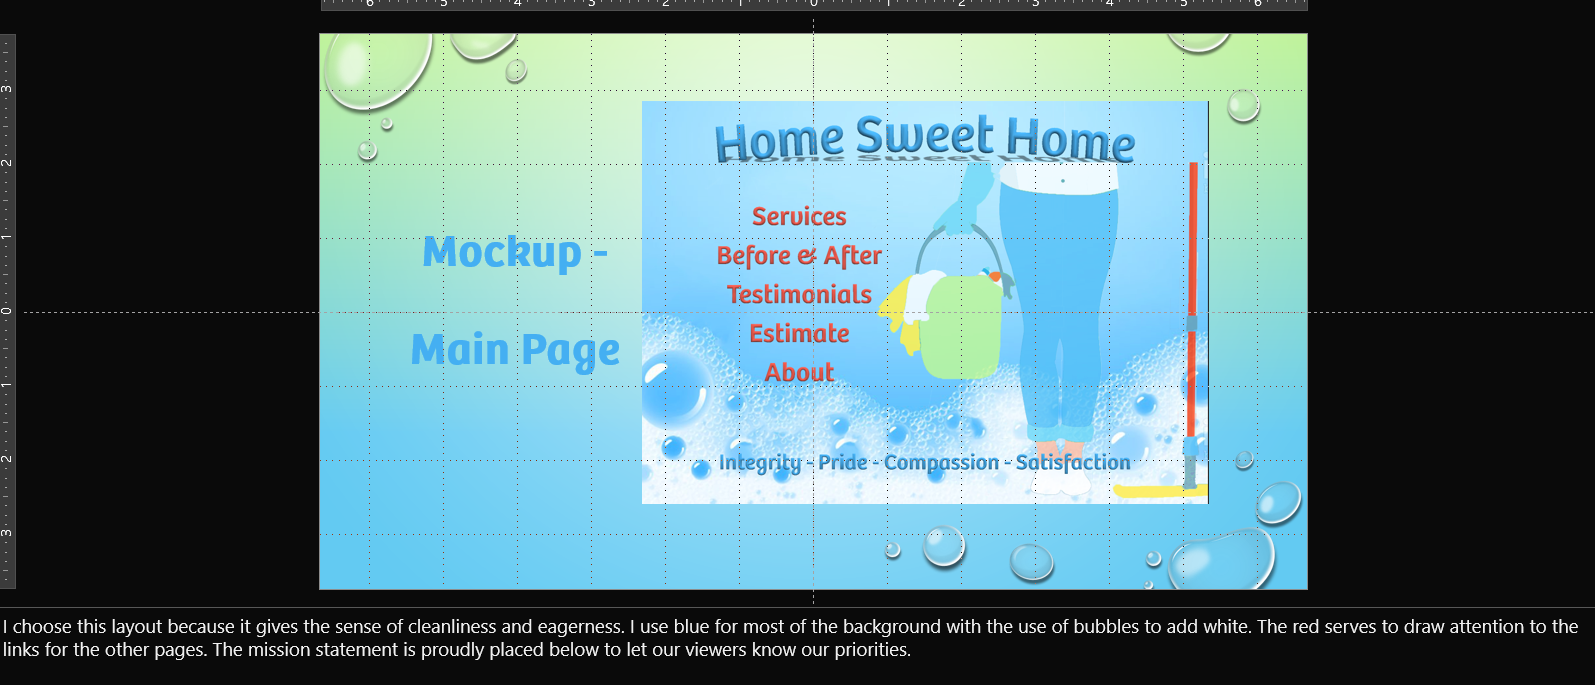 6 5 4 3 2 1 0 1 2 3 4 5 6
3
2
1
0
1
2
3
Mockup -
Main Page
Home Sweet Home
Services
Before & After
Testimonials
Estimate
About
Integrity - Pride - Compassion - Satisfaction
I choose this layout because it gives the sense of cleanliness and eagerness. I use blue for most of the background with the use of bubbles to add white. The red serves to draw attention to the
links for the other pages. The mission statement is proudly placed below to let our viewers know our priorities.